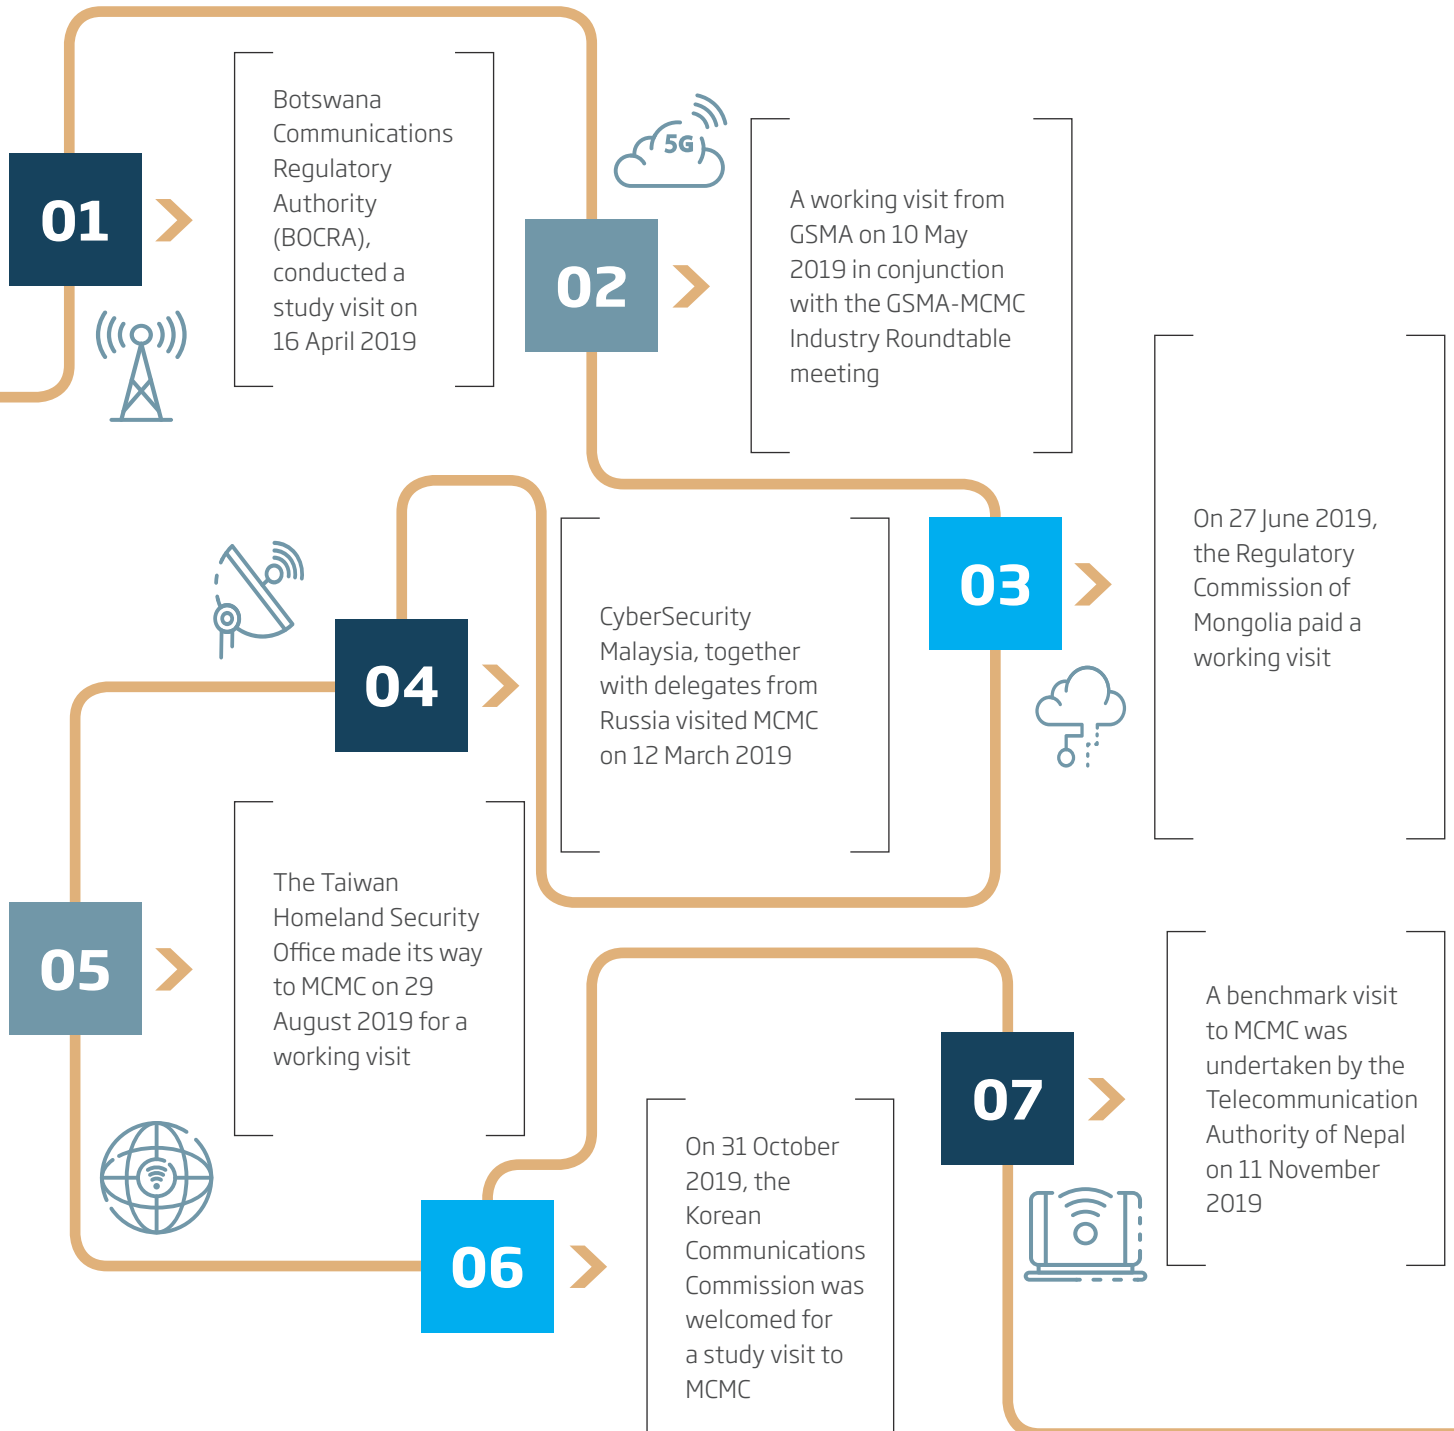 01
Botswana
Communications
Regulatory
Authority
(BOCRA),
conducted a
study visit on
16 April 2019
5G
02
A working visit from
GSMA on 10 May
2019 in conjunction
with the GSMA-MCMC
Industry Roundtable
meeting
03
On 27 June 2019,
the Regulatory
Commission of
Mongolia paid a
working visit
04
CyberSecurity
Malaysia, together
with delegates from
Russia visited MCMC
on 12 March 2019
05
The Taiwan
Homeland Security
Office made its way
to MCMC on 29
August 2019 for a
working visit
06
On 31 October
2019, the
Korean
Communications
Commission was
welcomed for
a study visit to
MCMC
07
A benchmark visit
to MCMC was
undertaken by the
Telecommunication
Authority of Nepal
on 11 November
2019